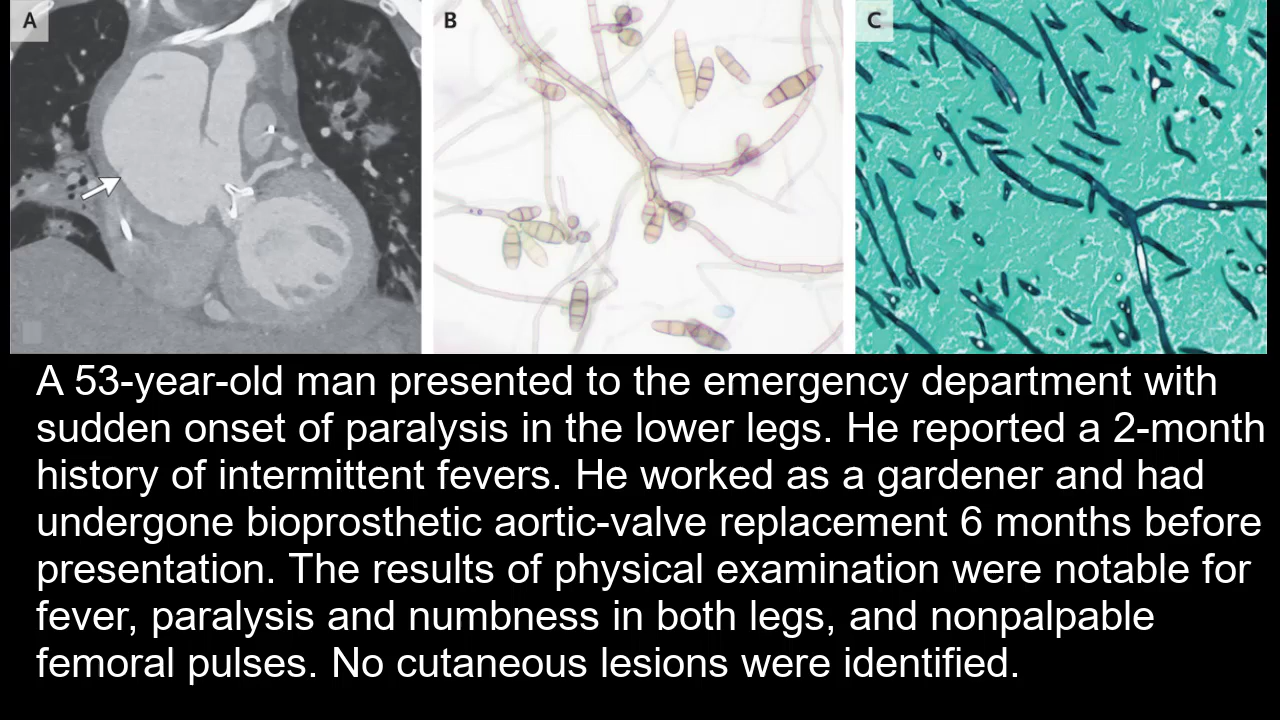 A
B
C
A 53-year-old man presented to the emergency department with
sudden onset of paralysis in the lower legs. He reported a 2-month
history of intermittent fevers. He worked as a gardener and had
undergone bioprosthetic aortic-valve replacement 6 months before
presentation. The results of physical examination were notable for
fever, paralysis and numbness in both legs, and nonpalpable
femoral pulses. No cutaneous lesions were identified.